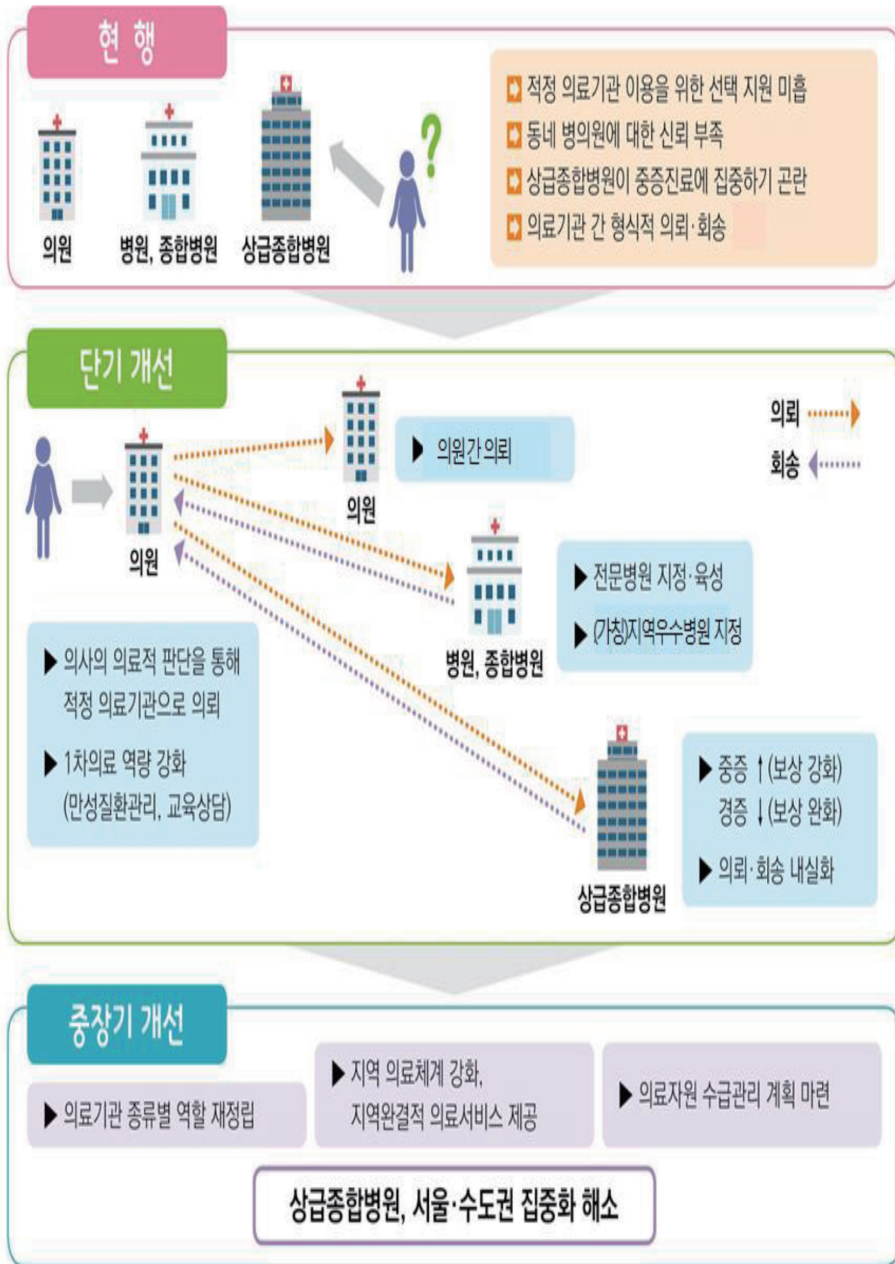 현 행
의원
병원, 종합병원
상급종합병원
?
적정 의료기관 이용을 위한 선택 지원 미흡
동네 병의원에 대한 신뢰 부족
상급종합병원이 중증진료에 집중하기 곤란
의료기관 간 형식적 의뢰·회송
단기 개선
의원
의원
의원간 의뢰
의뢰
회송
병원, 종합병원
전문병원 지정·육성
(가칭)지역우수병원 지정
의사의 의료적 판단을 통해
적정 의료기관으로 의뢰
1차의료 역량 강화
(만성질환관리, 교육상담)
상급종합병원
중증 ↑ (보상 강화)
경증 ↓ (보상 완화)
의뢰·회송 내실화
중장기 개선
의료기관 종류별 역할 재정립
지역 의료체계 강화,
지역완결적 의료서비스 제공
의료자원 수급관리 계획 마련
상급종합병원, 서울·수도권 집중화 해소